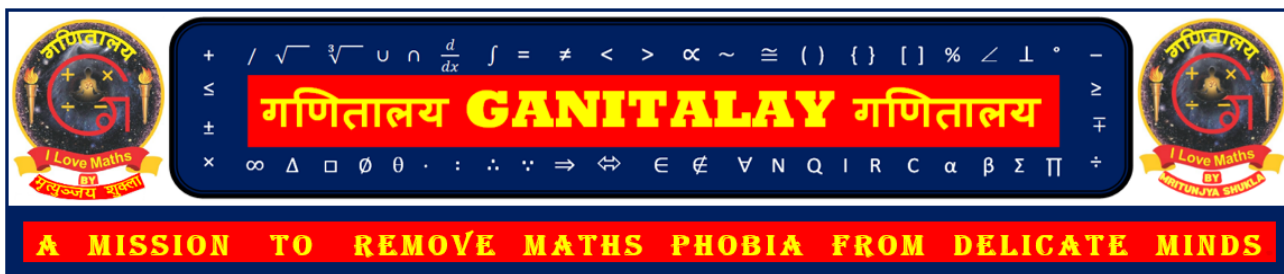 गणितालय
I Love Maths
BY
मृत्युञ्जय शुक्ला
+ / √ ∛ ∪ ∩ d/dx ∫ = ≠ < > ∝ ~ ≅ ( ) { } [ ] % ∠ ⊥ ° −
≤ ≥
गणितालय GANITALAY गणितालय
± ∓
× ∞ Δ □ Ø θ · : ∴ ∵ ⇒ ⇔ ∈ ∉ ∀ N Q I R C α β Σ ∏ ÷
गणितालय
I Love Maths
BY
MRITUNJYA SHUKLA
A MISSION TO REMOVE MATHS PHOBIA FROM DELICATE MINDS